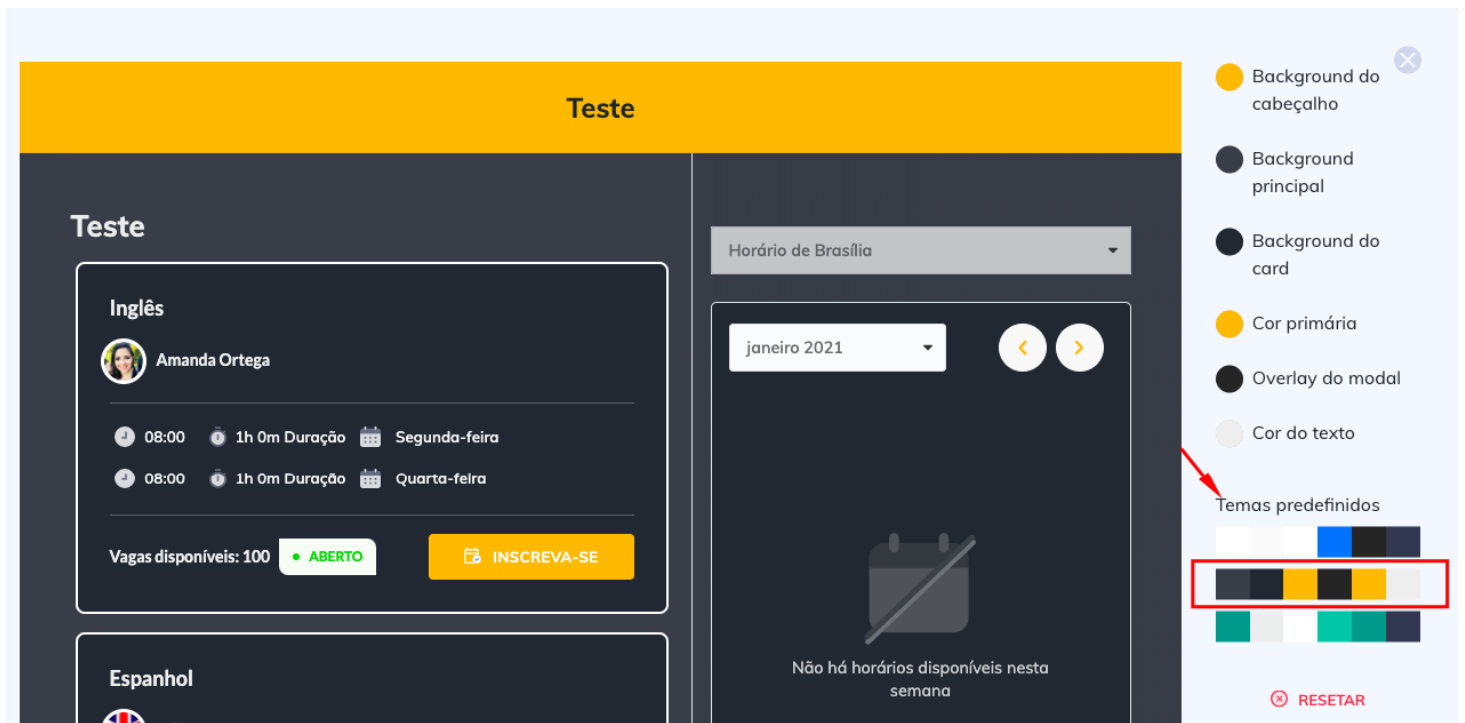 Teste
Teste
Inglês
Amanda Ortega
08:00 1h 0m Duração Segunda-feira
08:00 1h 0m Duração Quarta-feira
Vagas disponíveis: 100 • ABERTO INSCREVA-SE
Espanhol
Horário de Brasília
janeiro 2021
Não há horários disponíveis nesta
semana
Background do
cabeçalho
Background
principal
Background do
card
Cor primária
Overlay do modal
Cor do texto
Temas predefinidos
RESETAR